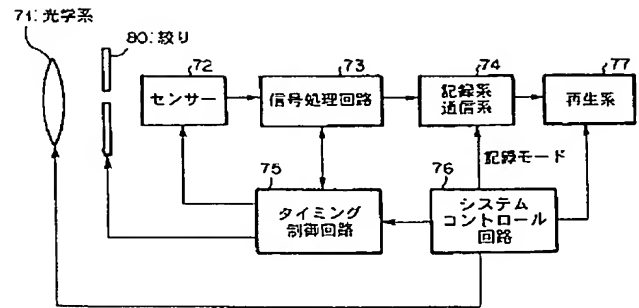 71:光学系
80:絞り
72
センサー
73
信号処理回路
74
記録系
通信系
77
再生系
記録モード
75
タイミング
制御回路
76
システム
コントロール
回路